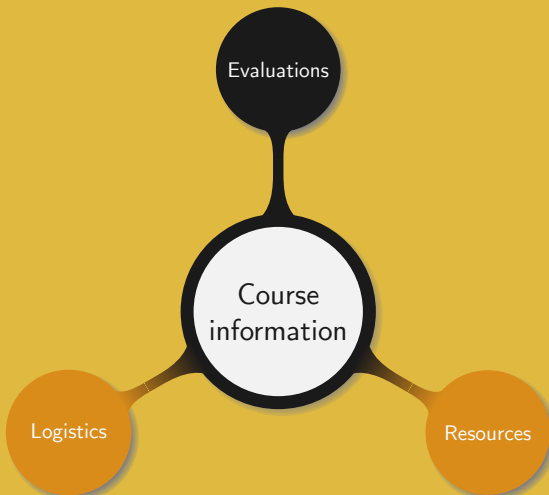 Evaluations
Course
information
Logistics
Resources